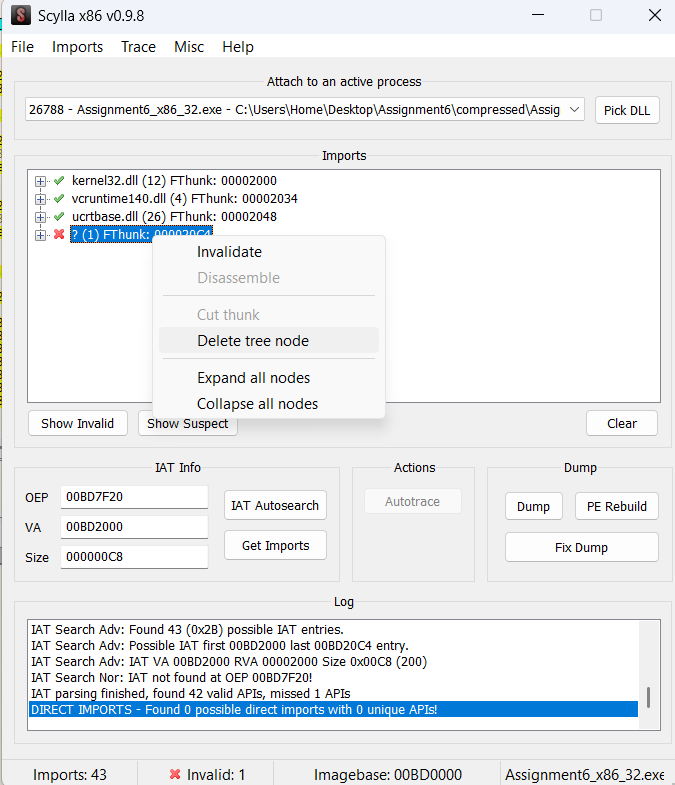 Scylla x86 v0.9.8
File Imports Trace Misc Help
Attach to an active process
26788 - Assignment6_x86_32.exe - C:\Users\Home\Desktop\Assignment6\compressed\Assig
Pick DLL
Imports
kernel32.dll (12) FThunk: 00002000
vcruntime140.dll (4) FThunk: 00002034
ucrtbase.dll (26) FThunk: 00002048
? (1) FThunk: 000020C4
Invalidate
Disassemble
Cut thunk
Delete tree node
Expand all nodes
Collapse all nodes
Show Invalid Show Suspect Clear
IAT Info
OEP 00BD7F20
VA 00BD2000
Size 000000C8
IAT Autosearch
Get Imports
Actions
Autotrace
Dump
Dump PE Rebuild
Fix Dump
Log
IAT Search Adv: Found 43 (0x2B) possible IAT entries.
IAT Search Adv: Possible IAT first 00BD2000 last 00BD20C4 entry.
IAT Search Adv: IAT VA 00BD2000 RVA 00002000 Size 0x00C8 (200)
IAT Search Nor: IAT not found at OEP 00BD7F20!
IAT parsing finished, found 42 valid APIs, missed 1 APIs
DIRECT IMPORTS - Found 0 possible direct imports with 0 unique APIs!
Imports: 43 Invalid: 1 Imagebase: 00BD0000 Assignment6_x86_32.exe